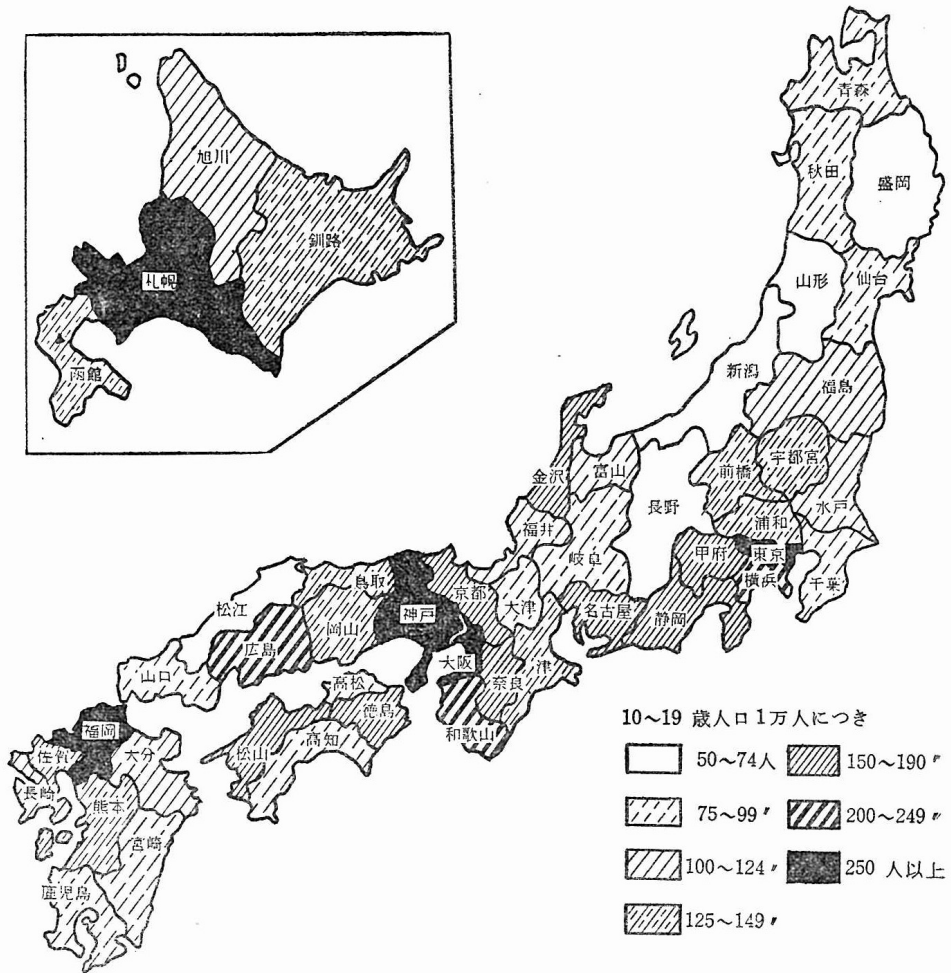 旭川
釧路
札幌
函館
青森
秋田
盛岡
山形
仙台
新潟
福島
金沢
富山
長野
前橋
宇都宮
水戸
福井
岐阜
甲府
浦和
東京
横浜
千葉
松江
鳥取
京都
大津
名古屋
静岡
岡山
神戸
広島
大阪
奈良
津
山口
高松
徳島
和歌山
松山
高知
福岡
佐賀
大分
長崎
熊本
宮崎
鹿児島
10~19 歳人口1万人につき
50~74人
75~99〃
100~124〃
125~149〃
150~190〃
200~249〃
250 人以上